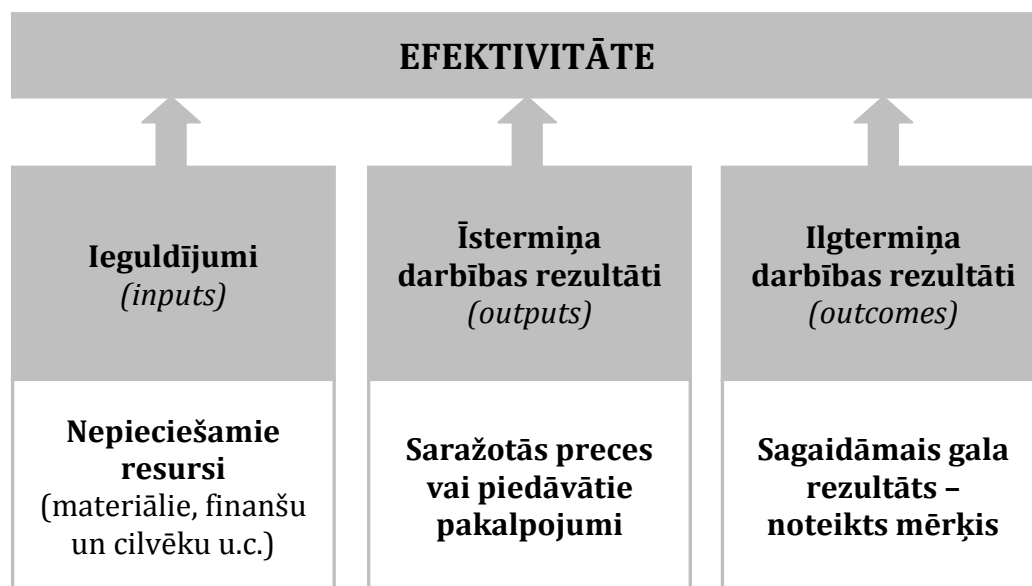 EFEKTIVITĀTE
Ieguldījumi
(inputs)
Nepieciešamie
resursi
(materiālie, finanšu
un cilvēku u.c.)
Īstermiņa
darbības rezultāti
(outputs)
Saražotās preces
vai piedāvātie
pakalpojumi
Ilgtermiņa
darbības rezultāti
(outcomes)
Sagaidāmais gala
rezultāts –
noteikts mērķis